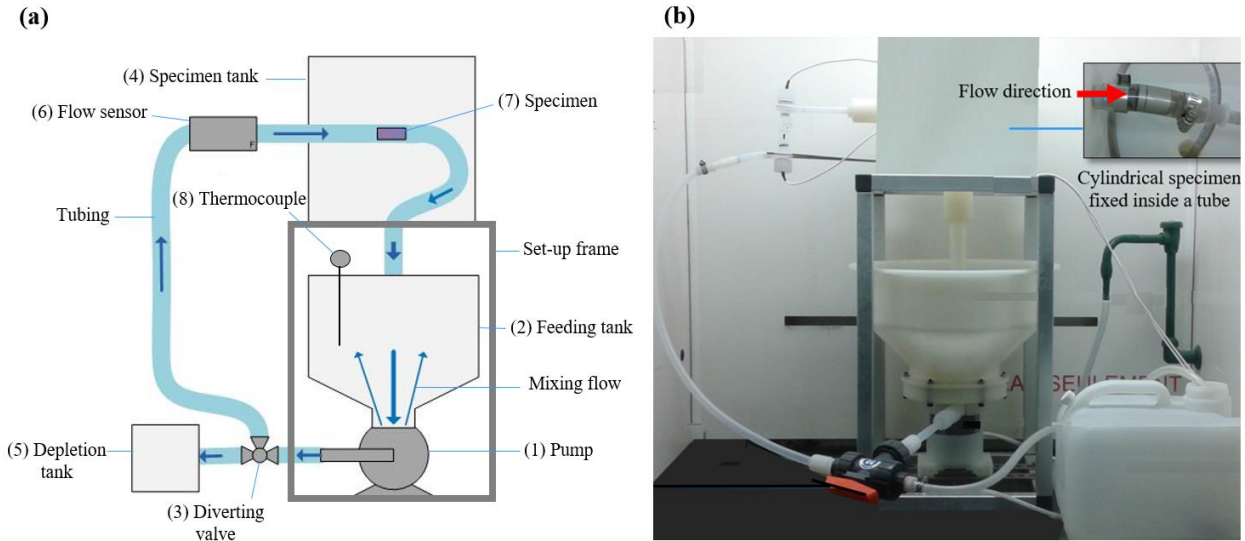 (a)
(4) Specimen tank
(6) Flow sensor
(7) Specimen
F
(8) Thermocouple
Tubing
Set-up frame
(2) Feeding tank
Mixing flow
(5) Depletion
tank
(1) Pump
(3) Diverting
valve
(b)
Flow direction
Cylindrical specimen
fixed inside a tube
SEULEMENT